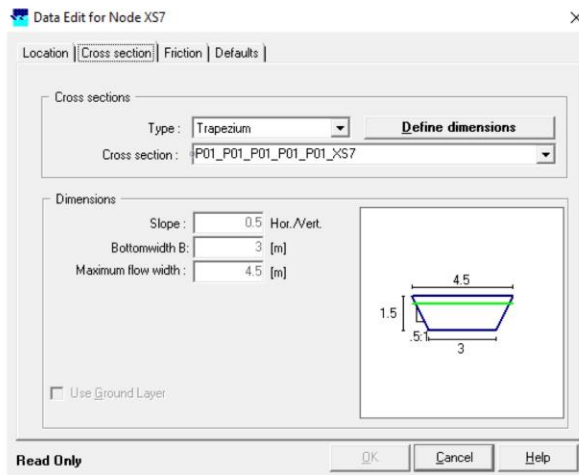 Data Edit for Node XS7
Location Cross section Friction Defaults
Cross sections
Type : Trapezium Define dimensions
Cross section : P01_P01_P01_P01_P01_XS7
Dimensions
Slope : 0.5 Hor./Vert.
Bottomwidth B: 3 [m]
Maximum flow width : 4.5 [m]
4.5
1.5
.5:1
3
Use Ground Layer
Read Only OK Cancel Help